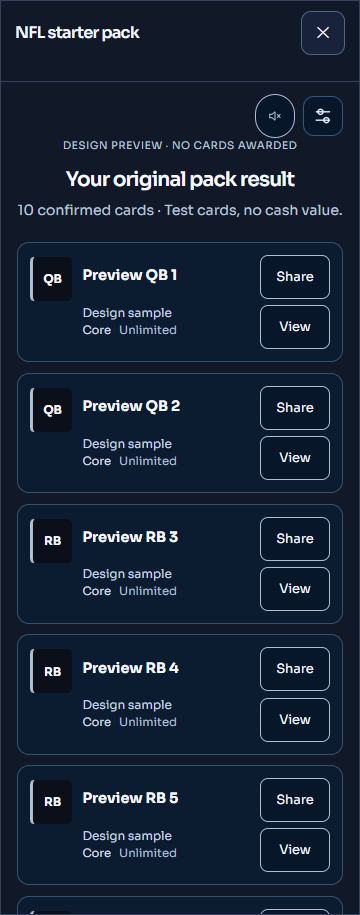 NFL starter pack
DESIGN PREVIEW · NO CARDS AWARDED
Your original pack result
10 confirmed cards · Test cards, no cash value.
QB
Preview QB 1
Design sample
Core Unlimited
Share
View
QB
Preview QB 2
Design sample
Core Unlimited
Share
View
RB
Preview RB 3
Design sample
Core Unlimited
Share
View
RB
Preview RB 4
Design sample
Core Unlimited
Share
View
RB
Preview RB 5
Design sample
Core Unlimited
Share
View